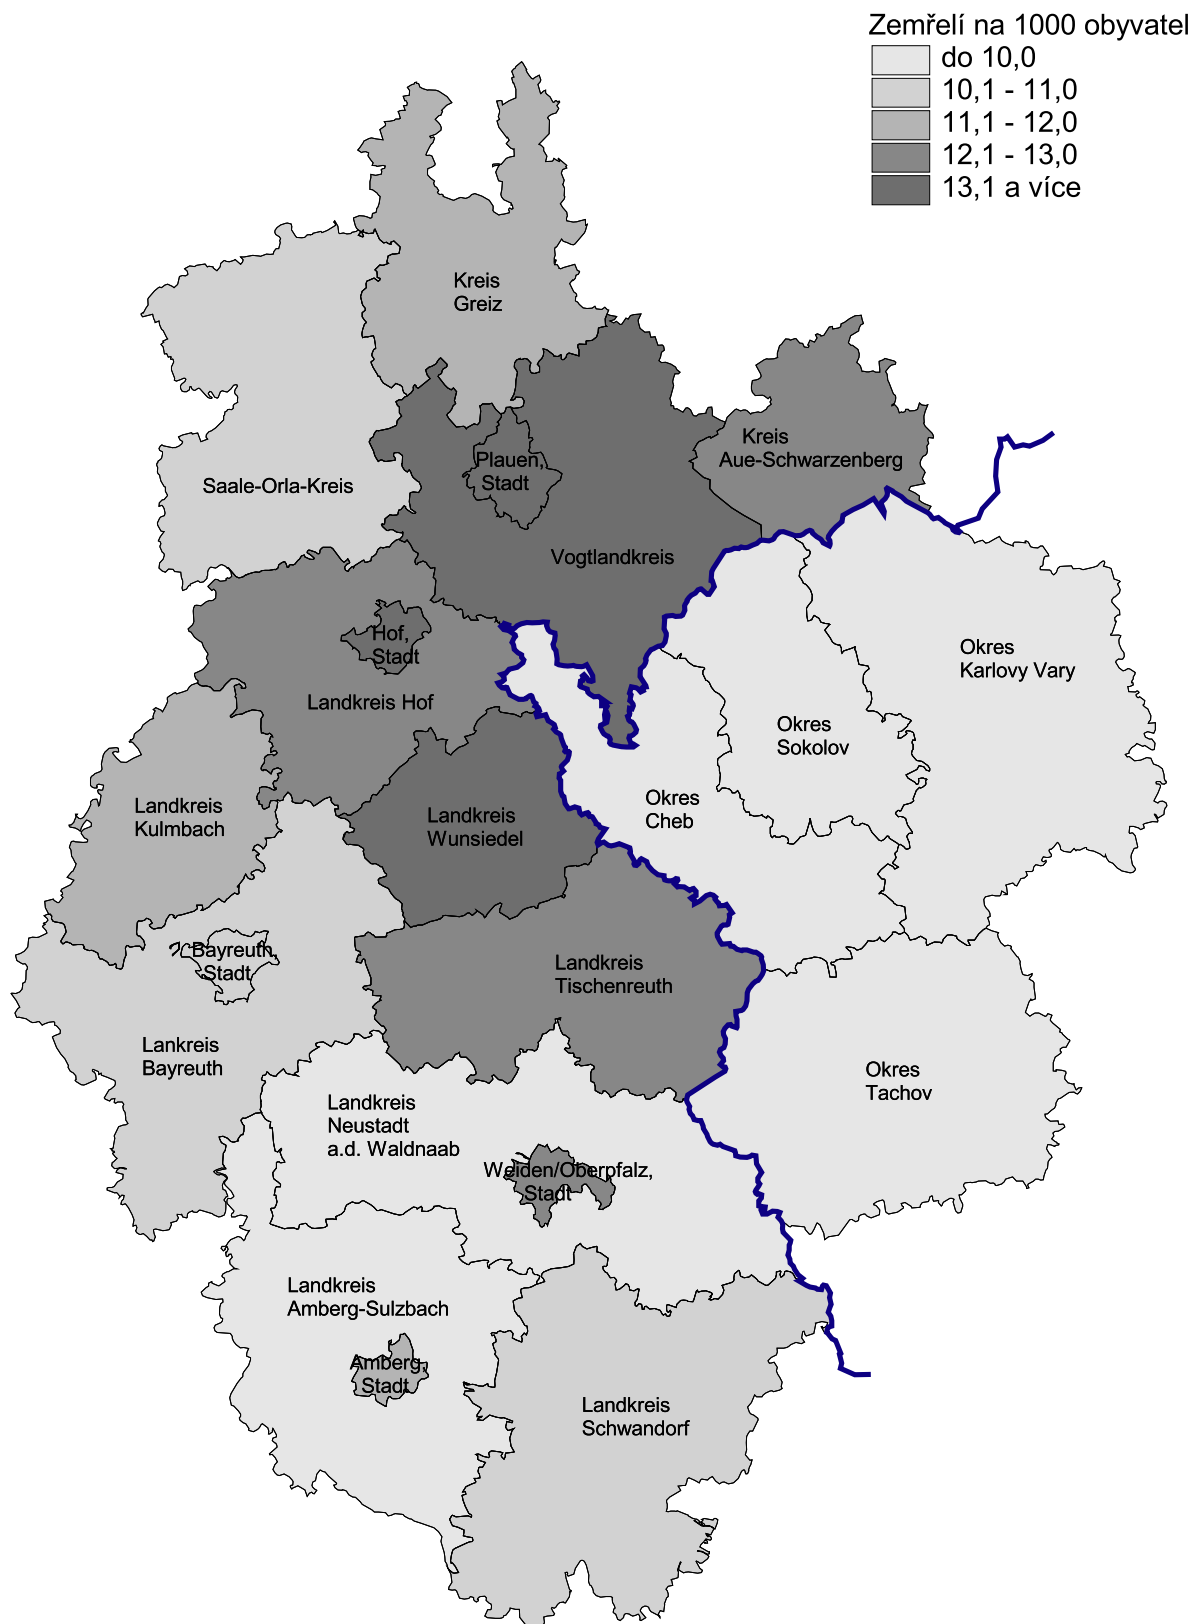 Zemřelí na 1000 obyvatel
do 10,0
10,1 - 11,0
11,1 - 12,0
12,1 - 13,0
13,1 a více
Kreis
Greiz
Kreis
Aue-Schwarzenberg
Plauen,
Stadt
Saale-Orla-Kreis
Vogtlandkreis
Hof,
Stadt
Okres
Karlovy Vary
Landkreis Hof
Okres
Sokolov
Okres
Cheb
Landkreis
Kulmbach
Landkreis
Wunsiedel
Bayreuth,
Stadt
Landkreis
Tischenreuth
Lankreis
Bayreuth
Okres
Tachov
Landkreis
Neustadt
a.d. Waldnaab
Weiden/Oberpfalz,
Stadt
Landkreis
Amberg-Sulzbach
Amberg,
Stadt
Landkreis
Schwandorf